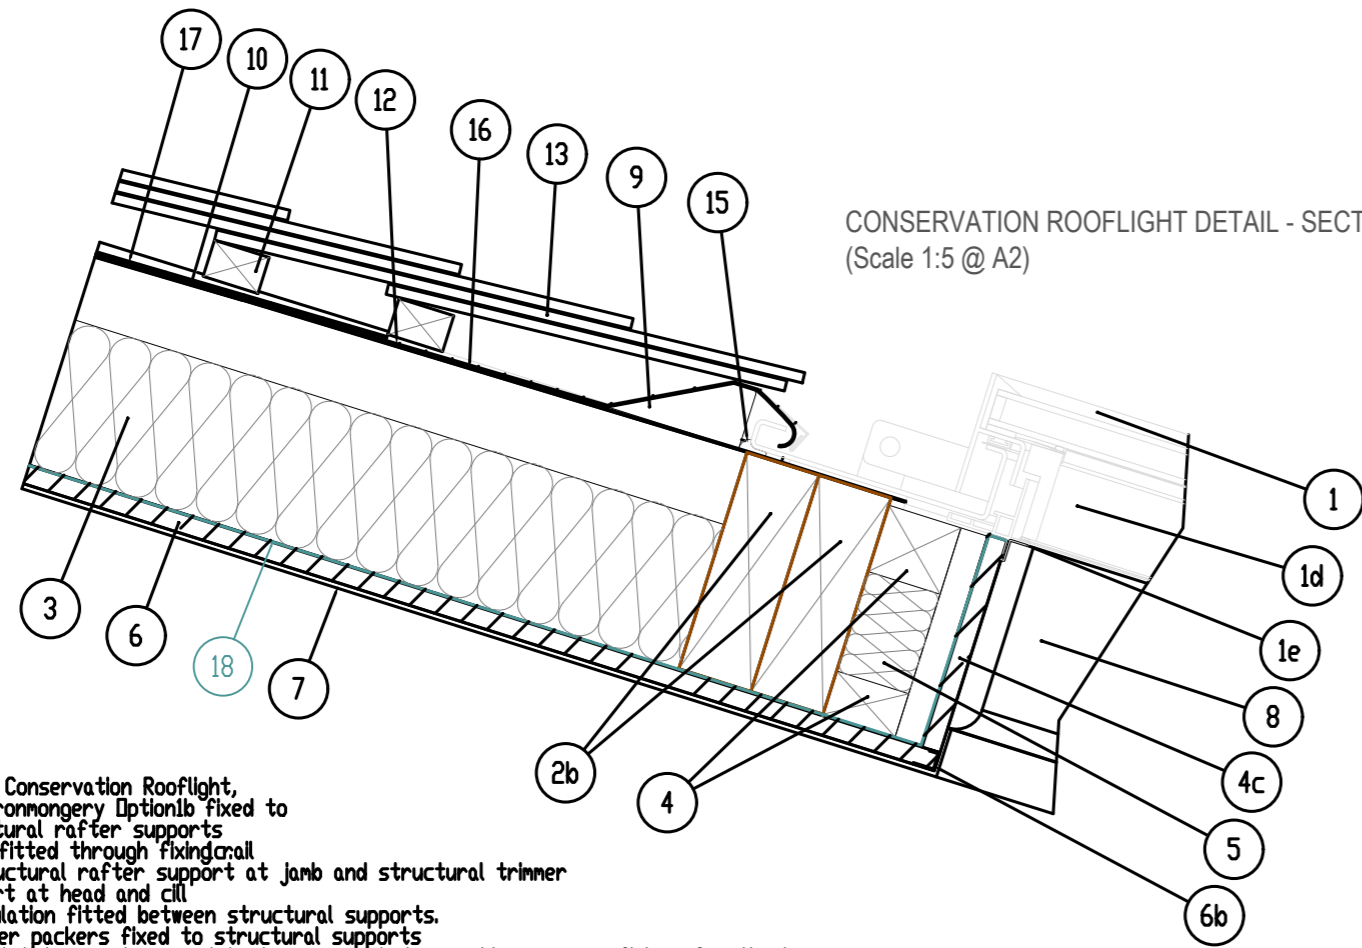 17
10
11
12
16
13
9
15
CONSERVATION ROOFLIGHT DETAIL - SECT
(Scale 1:5 @ A2)
1
1d
1e
8
4c
5
6b
3
6
18
7
2b
4
Conservation Rooflight,
ronmongery Option1b fixed to
tural rafter supports
fitted through fixing
uctural rafter support at jamb and structural trimmer
rt at head and cill
lation fitted between structural supports.
er packers fixed to structural supports